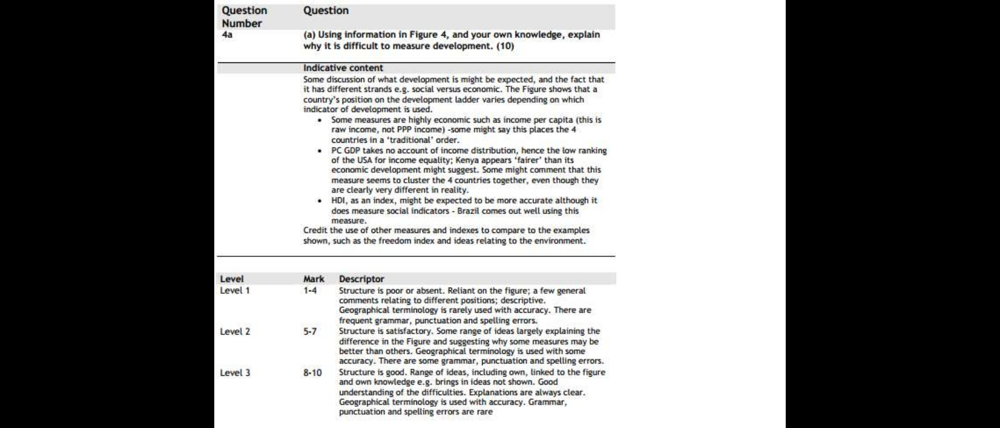 Question Number
Question
4a
(a) Using information in Figure 4, and your own knowledge, explain
why it is difficult to measure development. (10)
Indicative content
Some discussion of what development is might be expected, and the fact that
it has different strands e.g. social versus economic. The Figure shows that a
country's position on the development ladder varies depending on which
indicator of development is used.
• Some measures are highly economic such as income per capita (this is
raw income, not PPP income) -some might say this places the 4
countries in a 'traditional' order.
• PC GDP takes no account of income distribution, hence the low ranking
of the USA for income equality; Kenya appears 'fairer' than its
economic development might suggest. Some might comment that this
measure seems to cluster the 4 countries together, even though they
are clearly very different in reality.
• HDI, as an index, might be expected to be more accurate although it
does measure social indicators - Brazil comes out well using this
measure.
Credit the use of other measures and indexes to compare to the examples
shown, such as the freedom index and ideas relating to the environment.
Level Mark Descriptor
Level 1 1-4 Structure is poor or absent. Reliant on the figure; a few general
comments relating to different positions; descriptive.
Geographical terminology is rarely used with accuracy. There are
frequent grammar, punctuation and spelling errors.
Level 2 5-7 Structure is satisfactory. Some range of ideas largely explaining the
difference in the Figure and suggesting why some measures may be
better than others. Geographical terminology is used with some
accuracy. There are some grammar, punctuation and spelling errors.
Level 3 8-10 Structure is good. Range of ideas, including own, linked to the figure
and own knowledge e.g. brings in ideas not shown. Good
understanding of the difficulties. Explanations are always clear.
Geographical terminology is used with accuracy. Grammar,
punctuation and spelling errors are rare